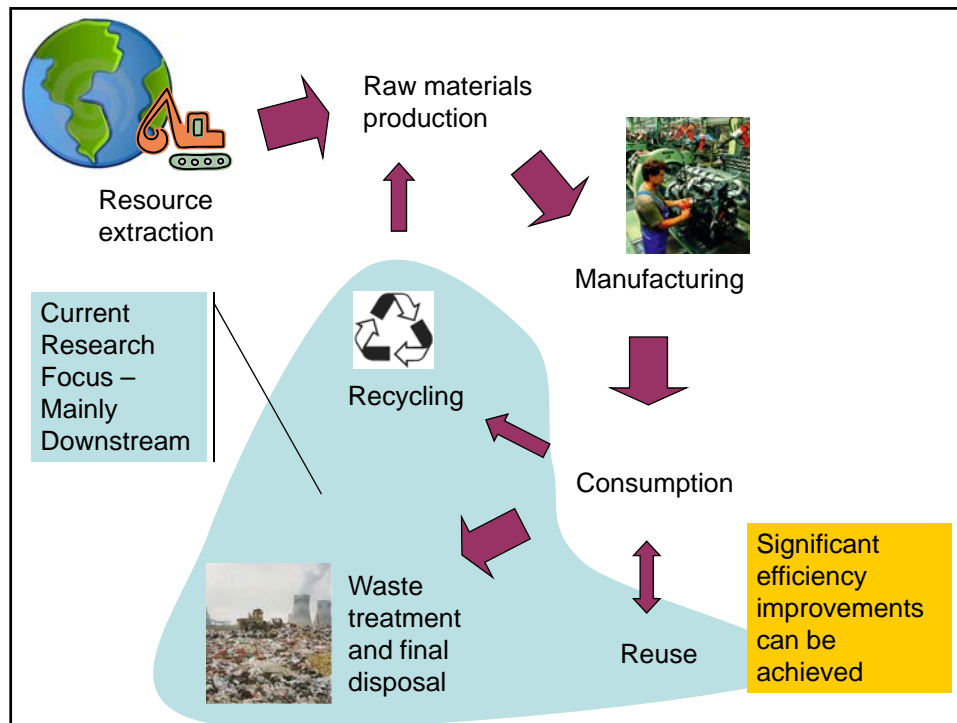 Raw materials
production
Resource
extraction
Manufacturing
Current
Research
Focus –
Mainly
Downstream
Recycling
Consumption
Significant
efficiency
improvements
can be
achieved
Waste
treatment
and final
disposal
Reuse